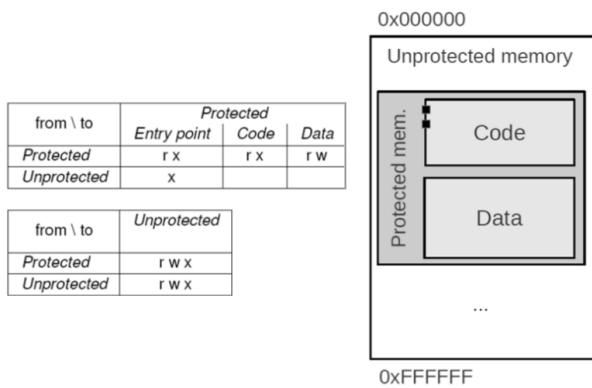 from \ to
Protected
Entry point Code Data
Protected r x r x r w
Unprotected x
from \ to Unprotected
Protected r w x
Unprotected r w x
0x000000
Unprotected memory
Protected mem.
Code
Data
...
0xFFFFFF